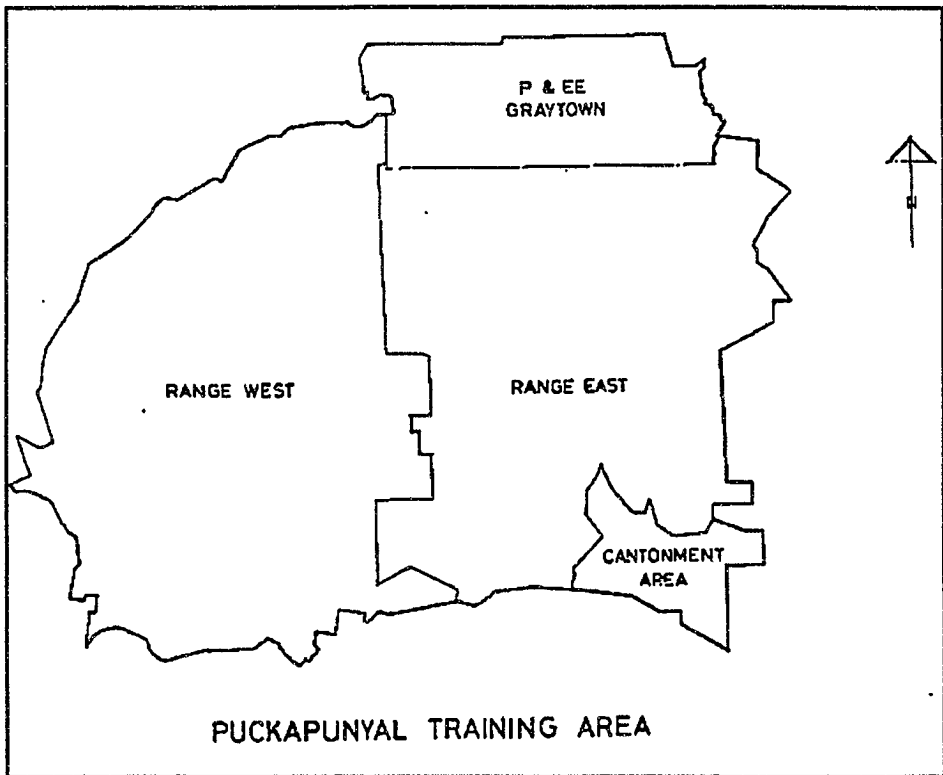 P & EE
GRAYTOWN
N
RANGE WEST
RANGE EAST
CANTONMENT
AREA
PUCKAPUNYAL TRAINING AREA